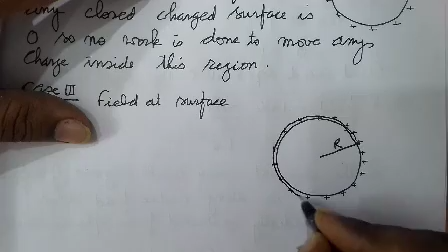 any closed charged surface is
0 so no work is done to move any
charge inside this region.
Case III Field at surface
R